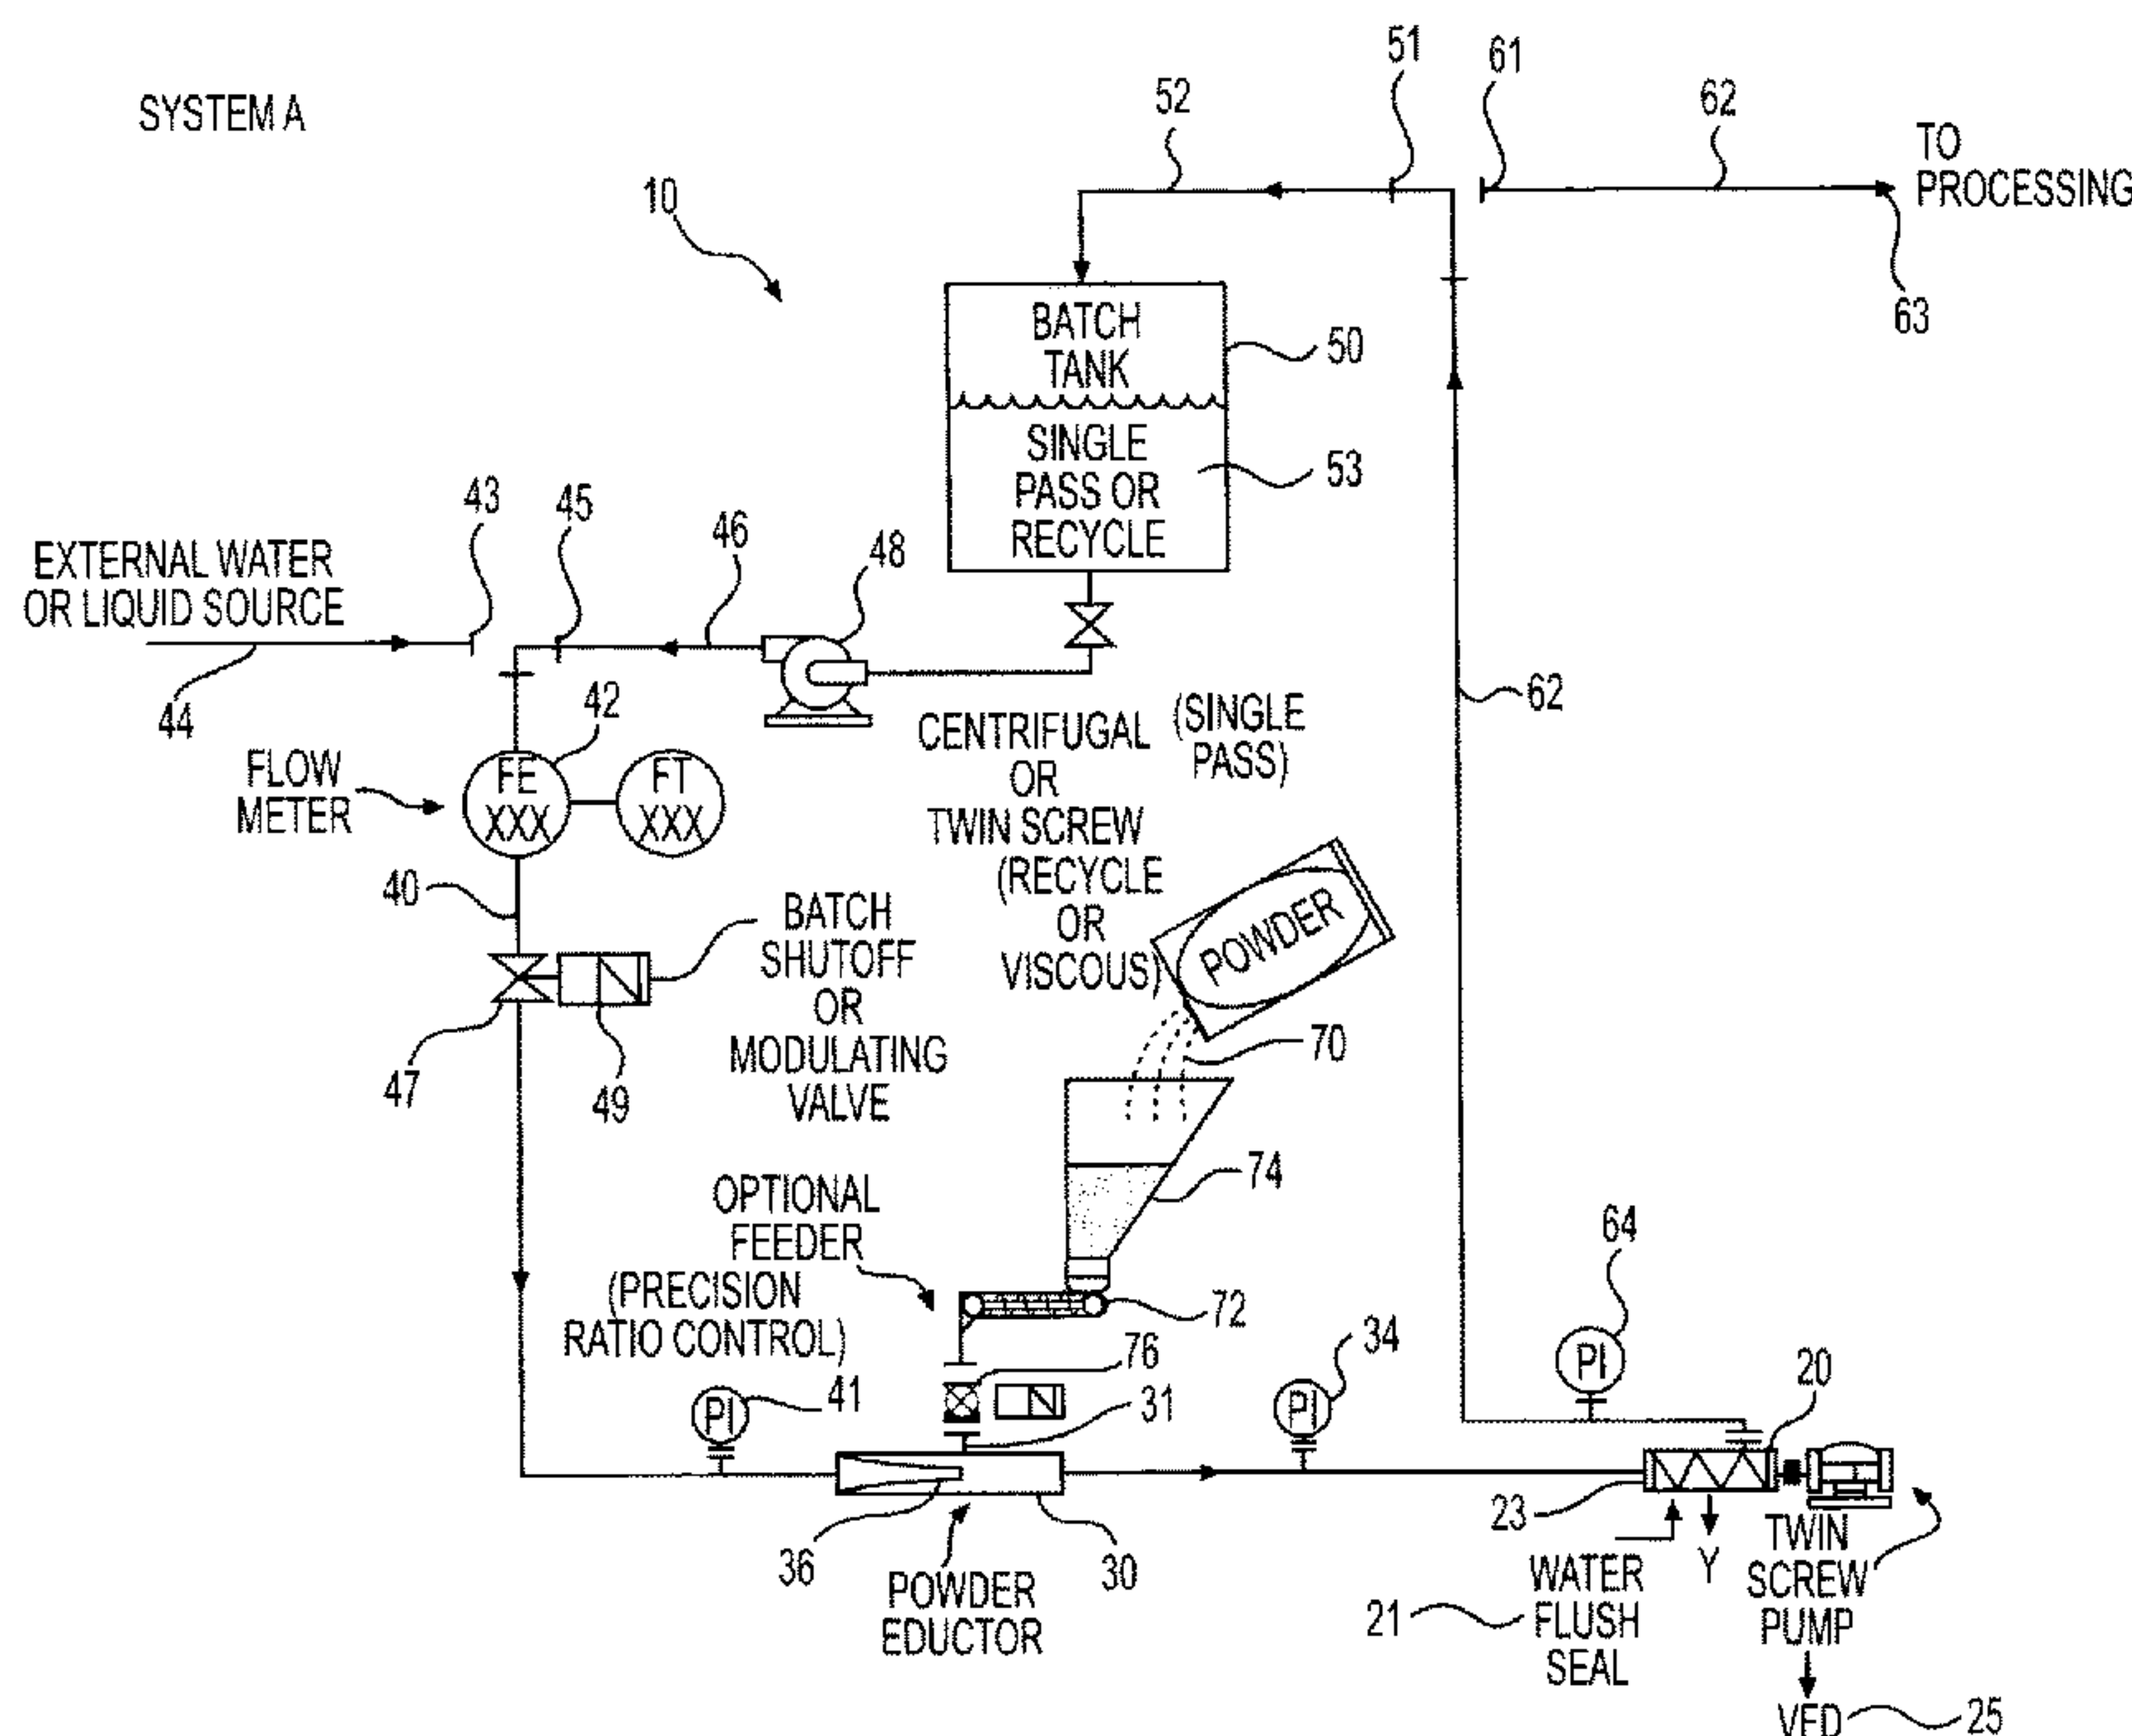 SYSTEM A
51
61
52
62
TO
PROCESSING
10
63
BATCH
TANK
50
SINGLE
PASS OR
RECYCLE
53
43
45
46
48
EXTERNAL WATER
OR LIQUID SOURCE
44
42
62
CENTRIFUGAL
OR
TWIN SCREW
(RECYCLE
OR
VISCOUS)
(SINGLE
PASS)
FLOW
METER
FE
XXX
FT
XXX
40
BATCH
SHUTOFF
OR
MODULATING
VALVE
POWDER
47
49
70
74
OPTIONAL
FEEDER
(PRECISION
RATIO CONTROL)
72
64
76
34
PI
41
31
PI
PI
20
36
30
23
POWDER
EDUCTOR
21
WATER
FLUSH
SEAL
Y
TWIN
SCREW
PUMP
VFD
25